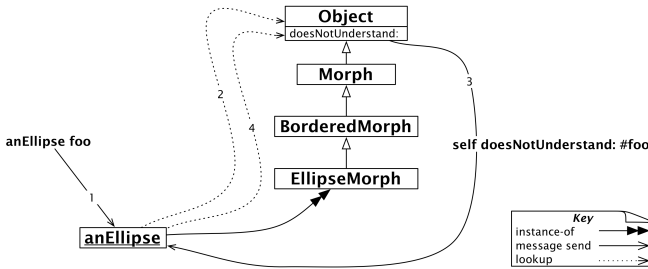 Object
doesNotUnderstand:
Morph
2
4
3
BorderedMorph
anEllipse foo
self doesNotUnderstand: #foo
EllipseMorph
1
anEllipse
Key
instance-of
message send
lookup